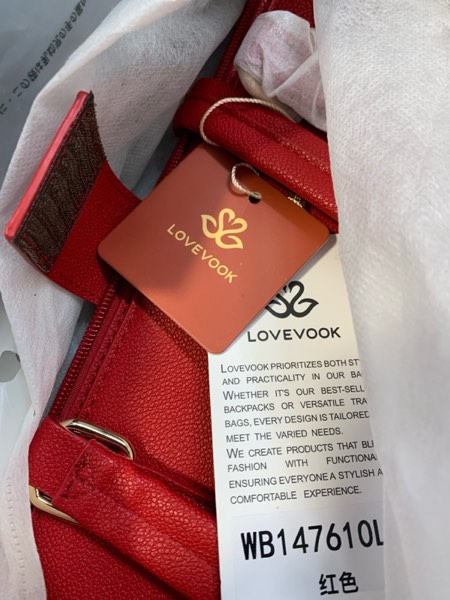 LOVEVOOK
LOVEVOOK
LOVEVOOK PRIORITIZES BOTH ST
AND PRACTICALITY IN OUR BA
WHETHER IT'S OUR BEST-SELL
BACKPACKS OR VERSATILE TRA
BAGS, EVERY DESIGN IS TAILORED
MEET THE VARIED NEEDS.
WE CREATE PRODUCTS THAT BL
FASHION WITH FUNCTIONA
ENSURING EVERYONE A STYLISH A
COMFORTABLE EXPERIENCE.
WB147610L
红色